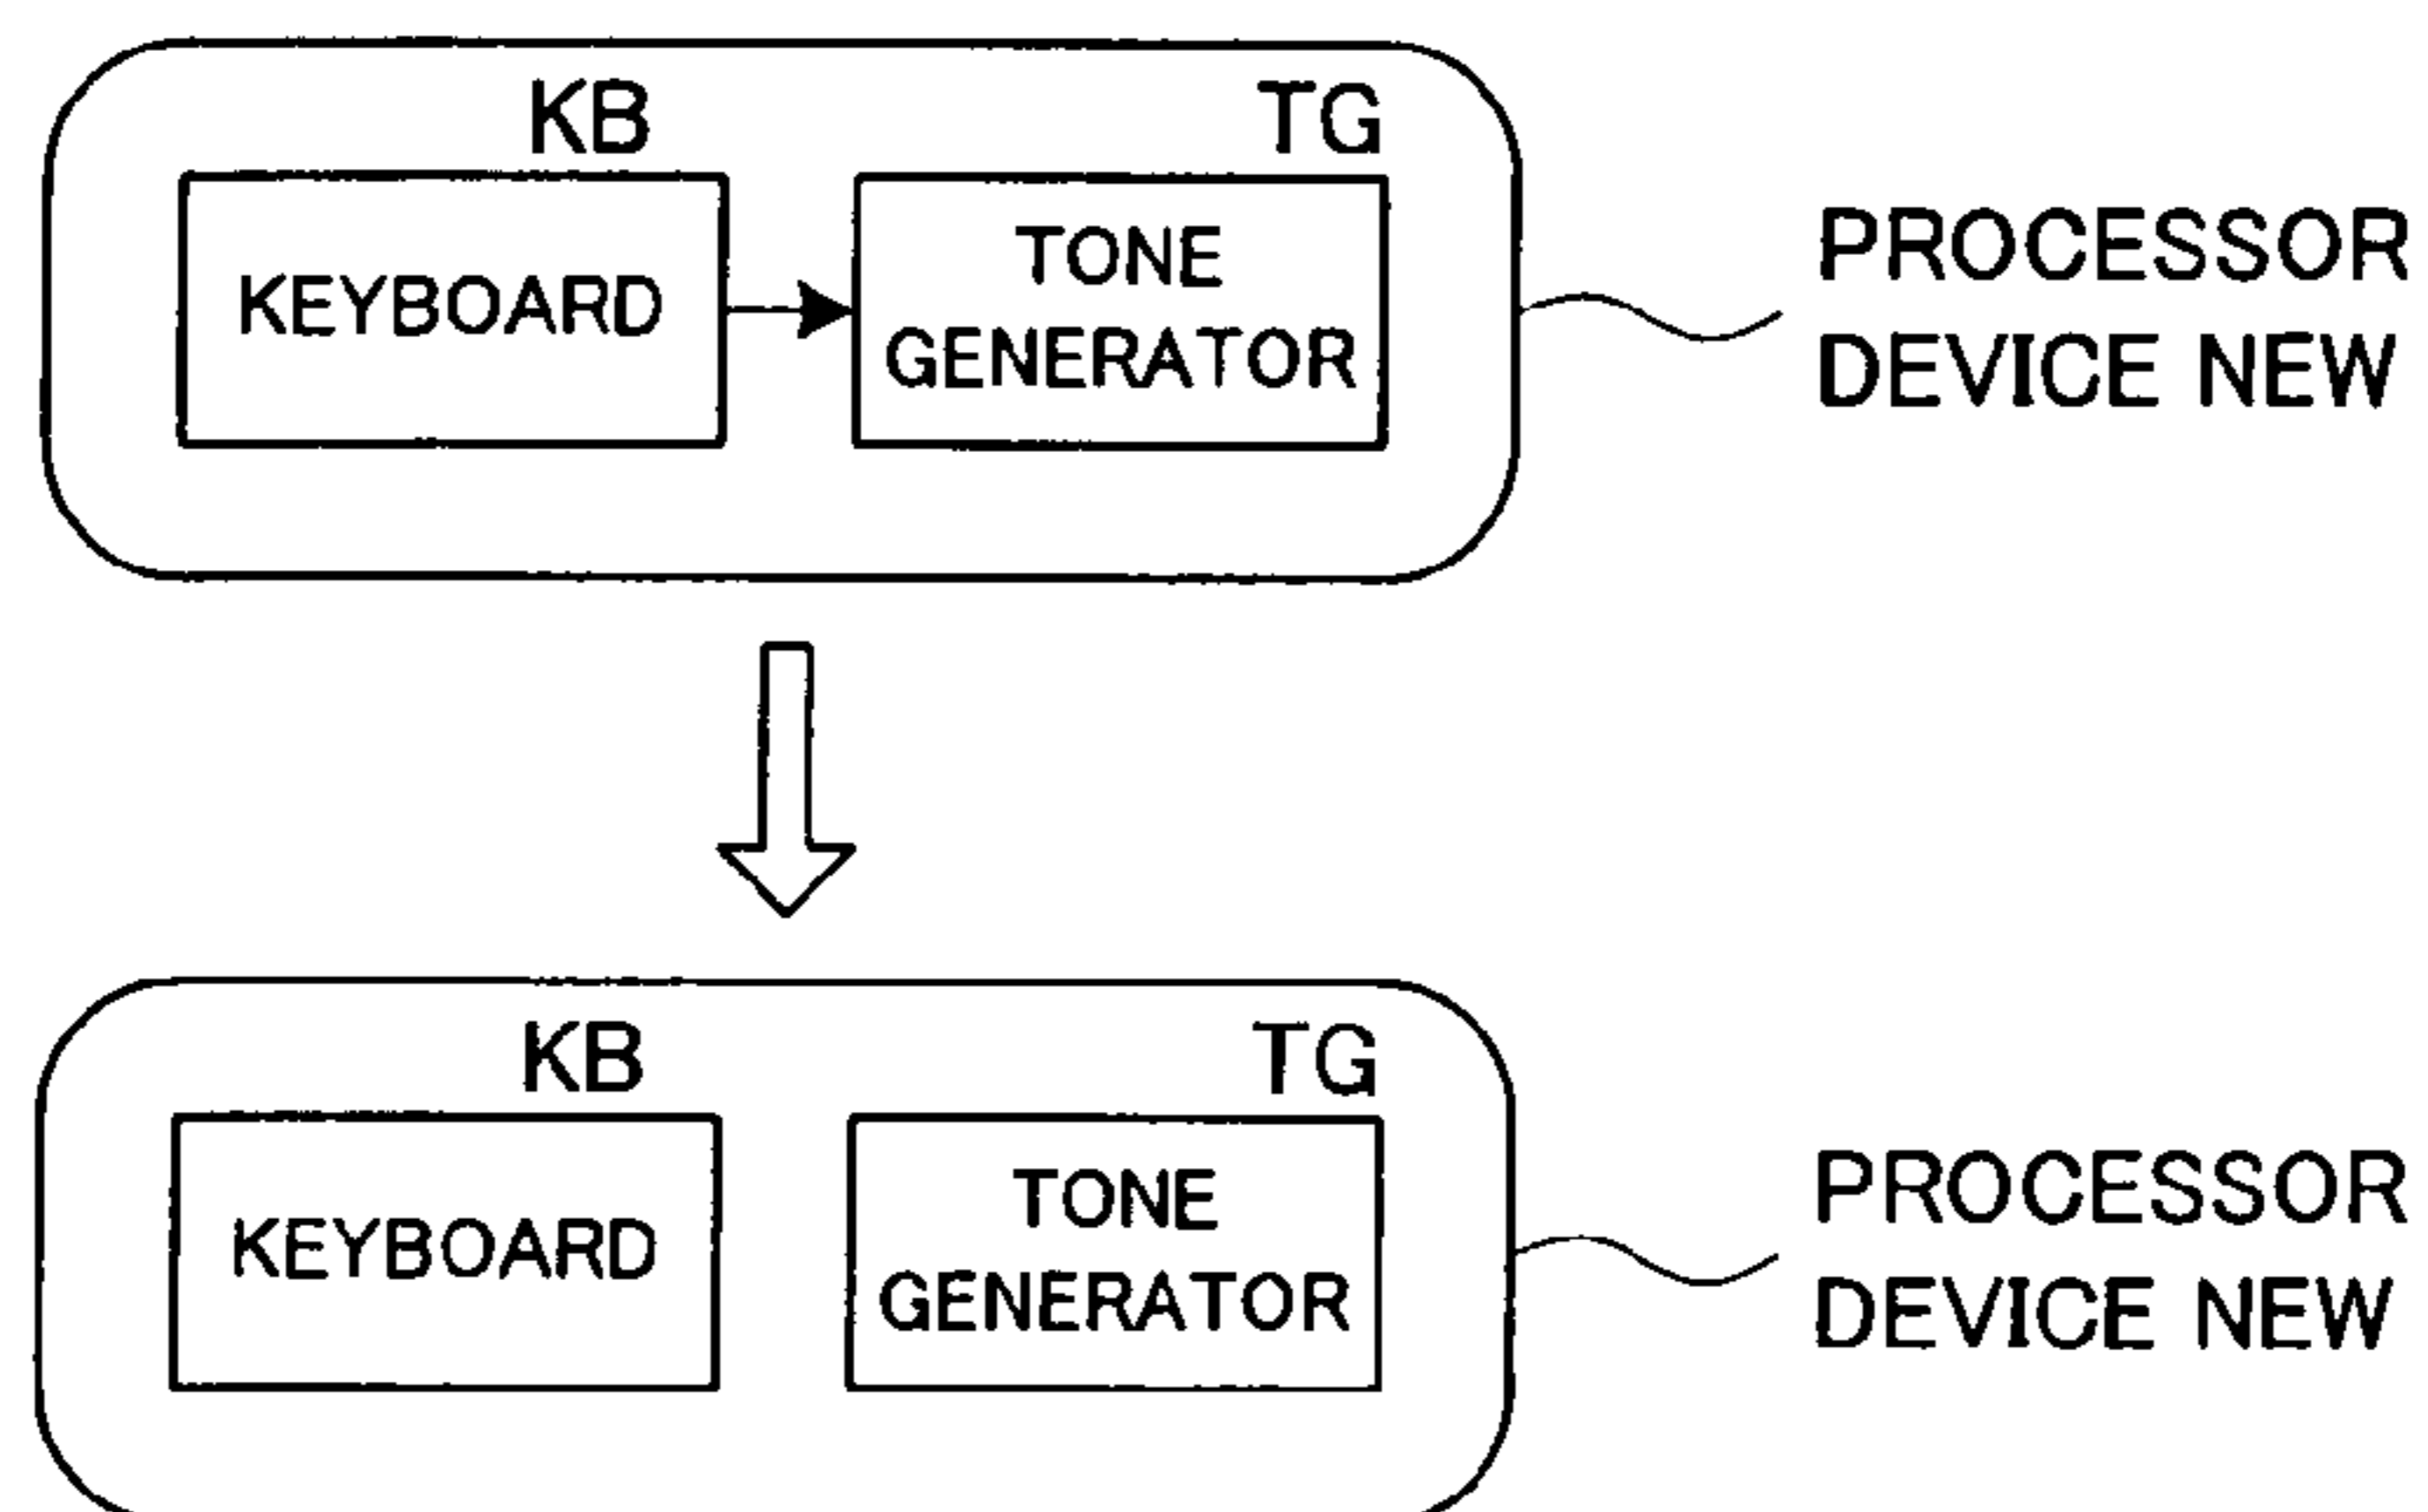 KB
TG
KEYBOARD
TONE
GENERATOR
PROCESSOR
DEVICE NEW
KB
TG
KEYBOARD
TONE
GENERATOR
PROCESSOR
DEVICE NEW